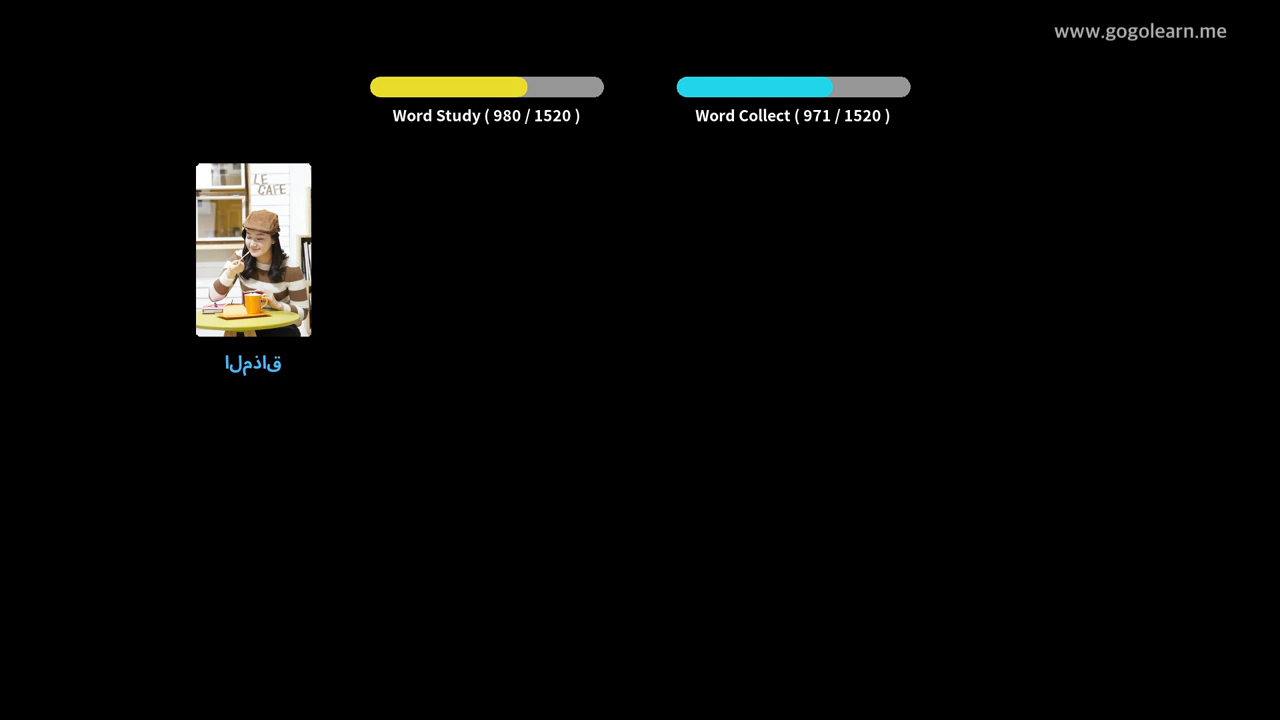 www.gogolearn.me
Word Study ( 980 / 1520 )
Word Collect ( 971 / 1520 )
LE
CAFE
المذاق